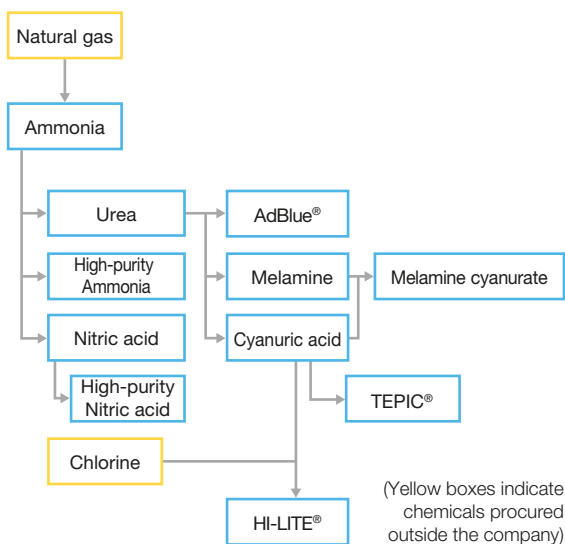 Natural gas
Ammonia
Urea
AdBlue®
High-purity
Ammonia
Melamine
Melamine cyanurate
Nitric acid
Cyanuric acid
High-purity
Nitric acid
TEPIC®
Chlorine
HI-LITE®
(Yellow boxes indicate
chemicals procured
outside the company)